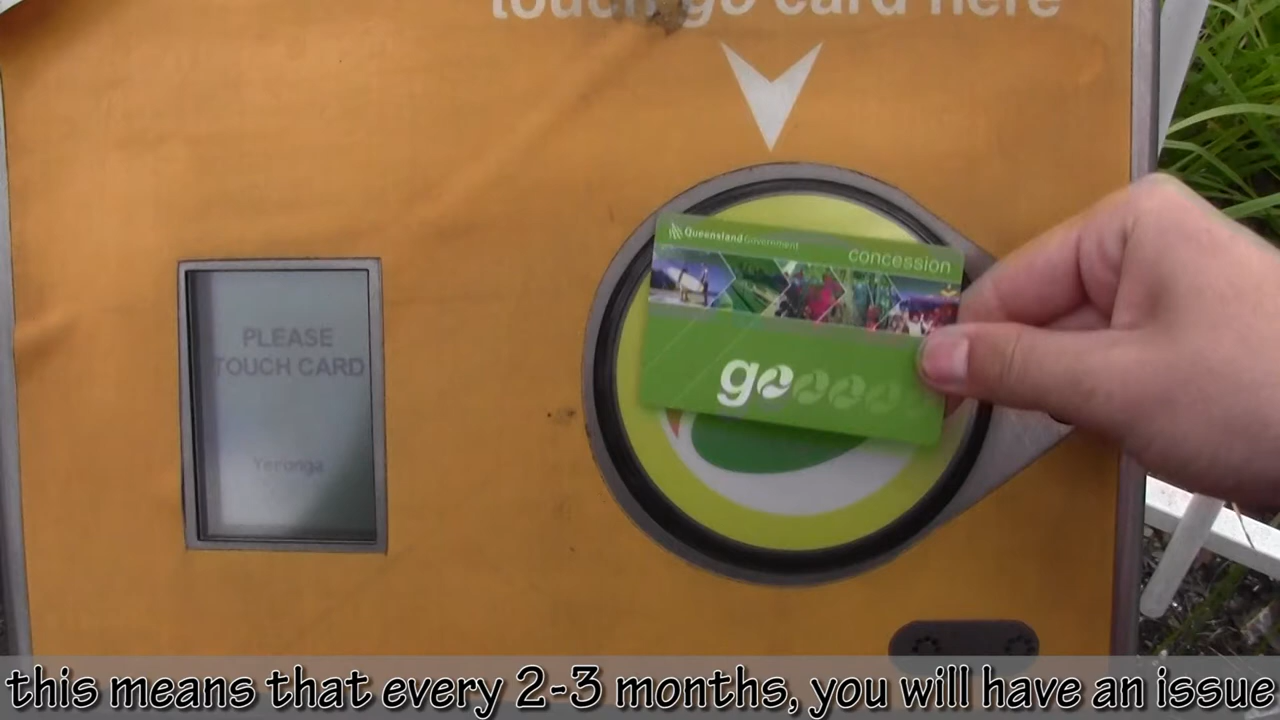 touch go card here
Queensland Government
concession
go
PLEASE
TOUCH CARD
Yeronga
this means that every 2-3 months, you will have an issue